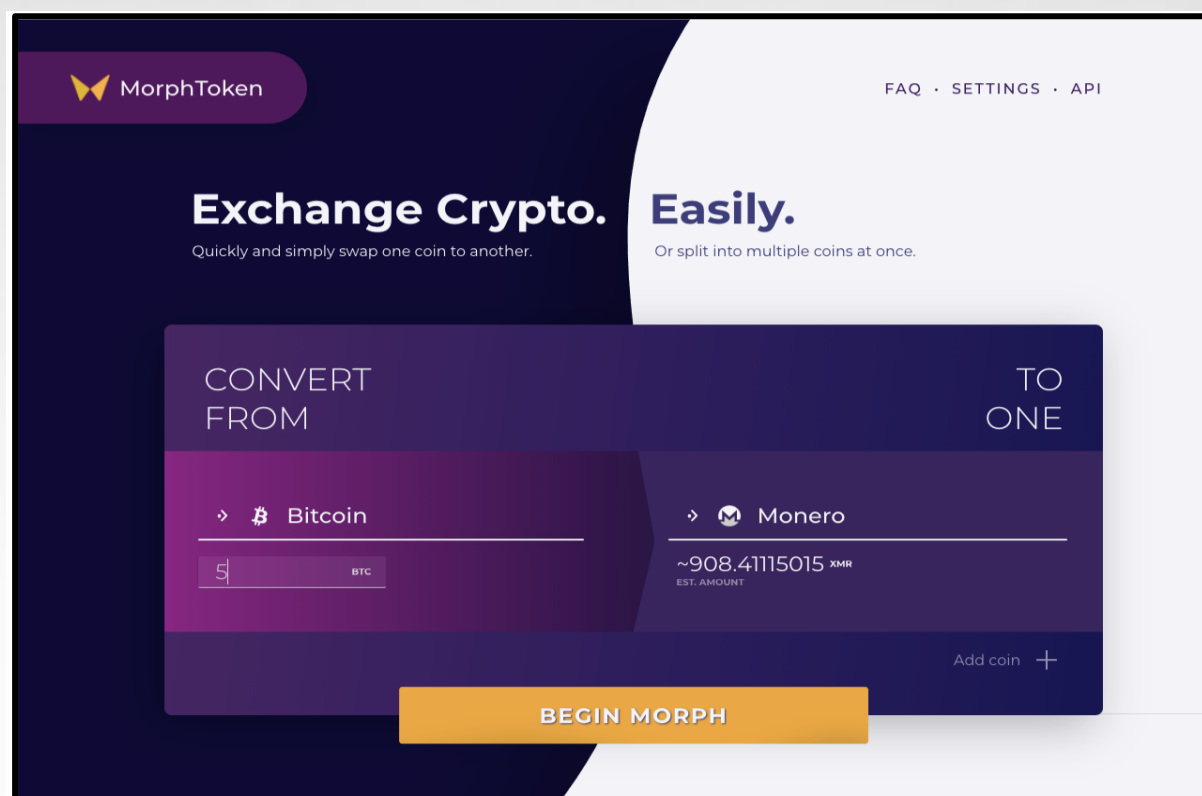 MorphToken
FAQ · SETTINGS · API
Exchange Crypto. Easily.
Quickly and simply swap one coin to another.
Or split into multiple coins at once.
CONVERT
FROM
TO
ONE
Bitcoin
5 BTC
Monero
~908.41115015 XMR
EST. AMOUNT
Add coin +
BEGIN MORPH